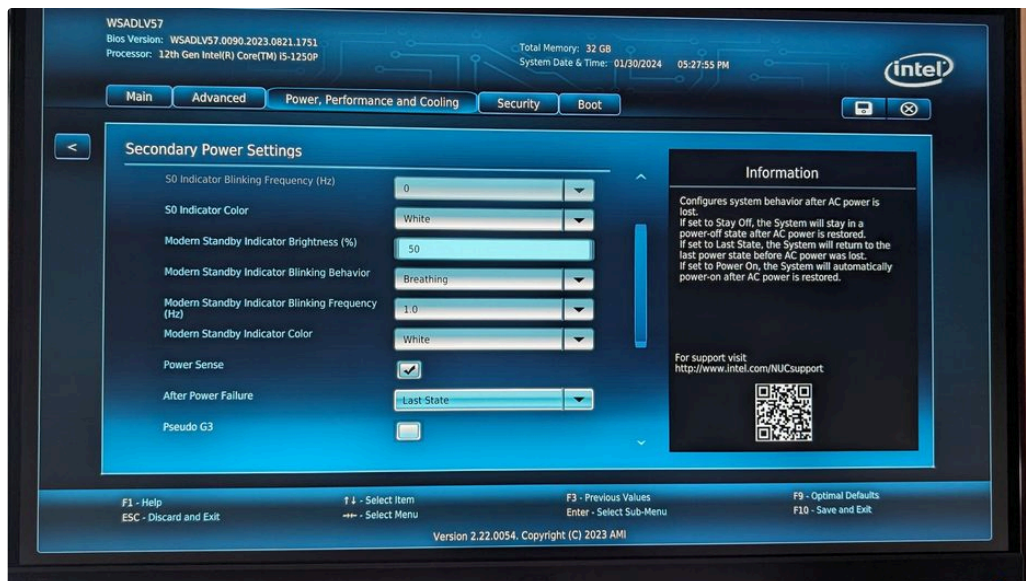 WSADLV57
Bios Version: WSADLV57.0090.2023.0821.1751
Processor: 12th Gen Intel(R) Core(TM) i5-1250P
Total Memory: 32 GB
System Date & Time: 01/30/2024 05:27:55 PM
intel
Main
Advanced
Power, Performance and Cooling
Security
Boot
<
Secondary Power Settings
S0 Indicator Blinking Frequency (Hz)
0
S0 Indicator Color
White
Modern Standby Indicator Brightness (%)
50
Modern Standby Indicator Blinking Behavior
Breathing
Modern Standby Indicator Blinking Frequency
(Hz)
1.0
Modern Standby Indicator Color
White
Power Sense
After Power Failure
Last State
Pseudo G3
Information
Configures system behavior after AC power is
lost.
If set to Stay Off, the System will stay in a
power-off state after AC power is restored.
If set to Last State, the System will return to the
last power state before AC power was lost.
If set to Power On, the System will automatically
power-on after AC power is restored.
For support visit
http://www.intel.com/NUCsupport
F1 - Help
ESC - Discard and Exit
↑↓ - Select Item
→← - Select Menu
F3 - Previous Values
Enter - Select Sub-Menu
F9 - Optimal Defaults
F10 - Save and Exit
Version 2.22.0054. Copyright (C) 2023 AMI